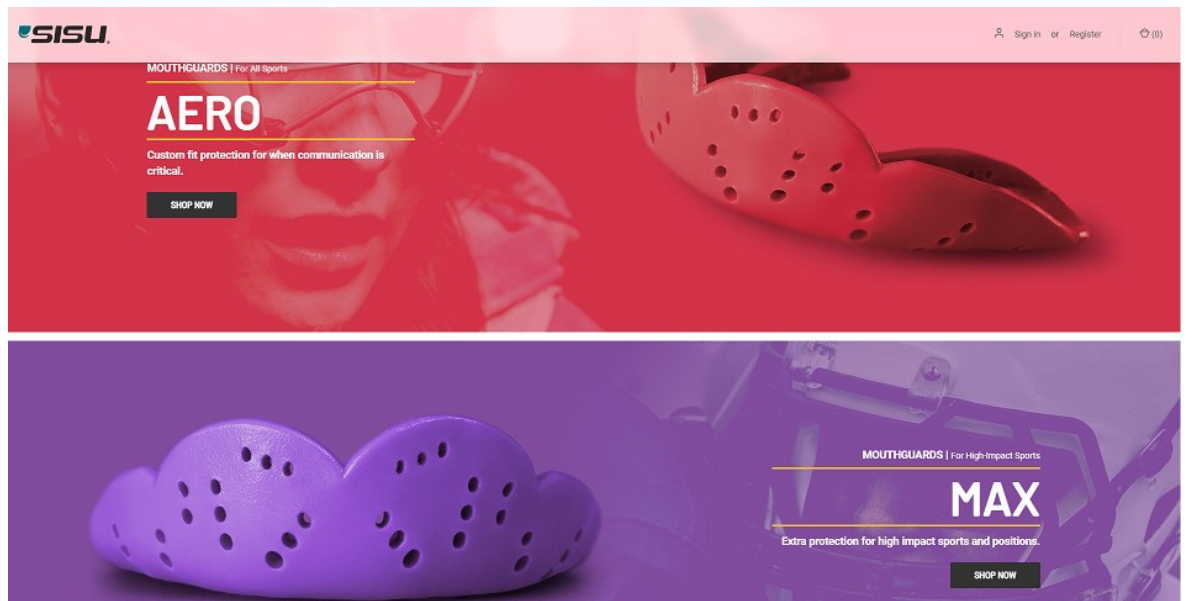 SISU.
Sign in or Register (0)
MOUTHGUARDS | For All Sports
AERO
Custom fit protection for when communication is
critical.
SHOP NOW
MOUTHGUARDS | For High-Impact Sports
MAX
Extra protection for high impact sports and positions.
SHOP NOW